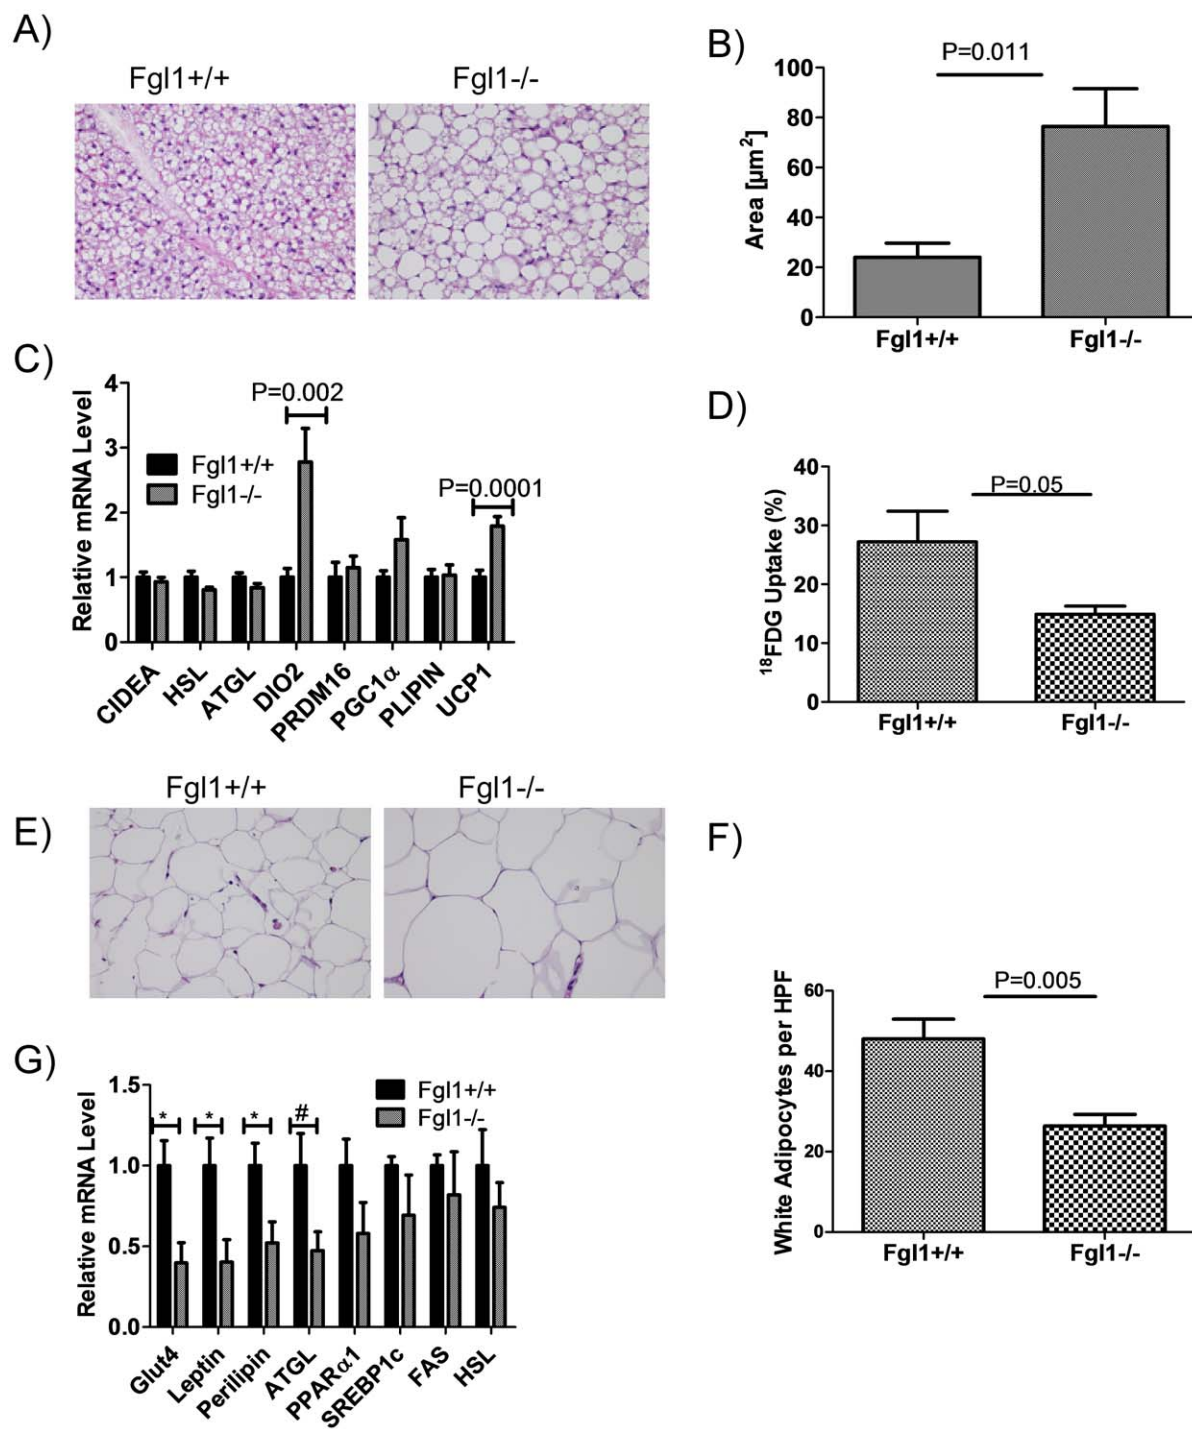 A)
Fgl1+/+
Fgl1-/-
B)
P=0.011
Area [µm²]
100
80
60
40
20
0
Fgl1+/+
Fgl1-/-
C)
Relative mRNA Level
4
3
2
1
0
P=0.002
P=0.0001
Fgl1+/+
Fgl1-/-
CIDEA
HSL
ATGL
DIO2
PRDM16
PGC1α
PLIPIN
UCP1
D)
¹⁸FDG Uptake (%)
40
30
20
10
0
P=0.05
Fgl1+/+
Fgl1-/-
E)
Fgl1+/+
Fgl1-/-
F)
White Adipocytes per HPF
60
40
20
0
P=0.005
Fgl1+/+
Fgl1-/-
G)
Relative mRNA Level
1.5
1.0
0.5
0.0
* * * #
Fgl1+/+
Fgl1-/-
Glut4
Leptin
Perilipin
ATGL
PPARα1
SREBP1c
FAS
HSL